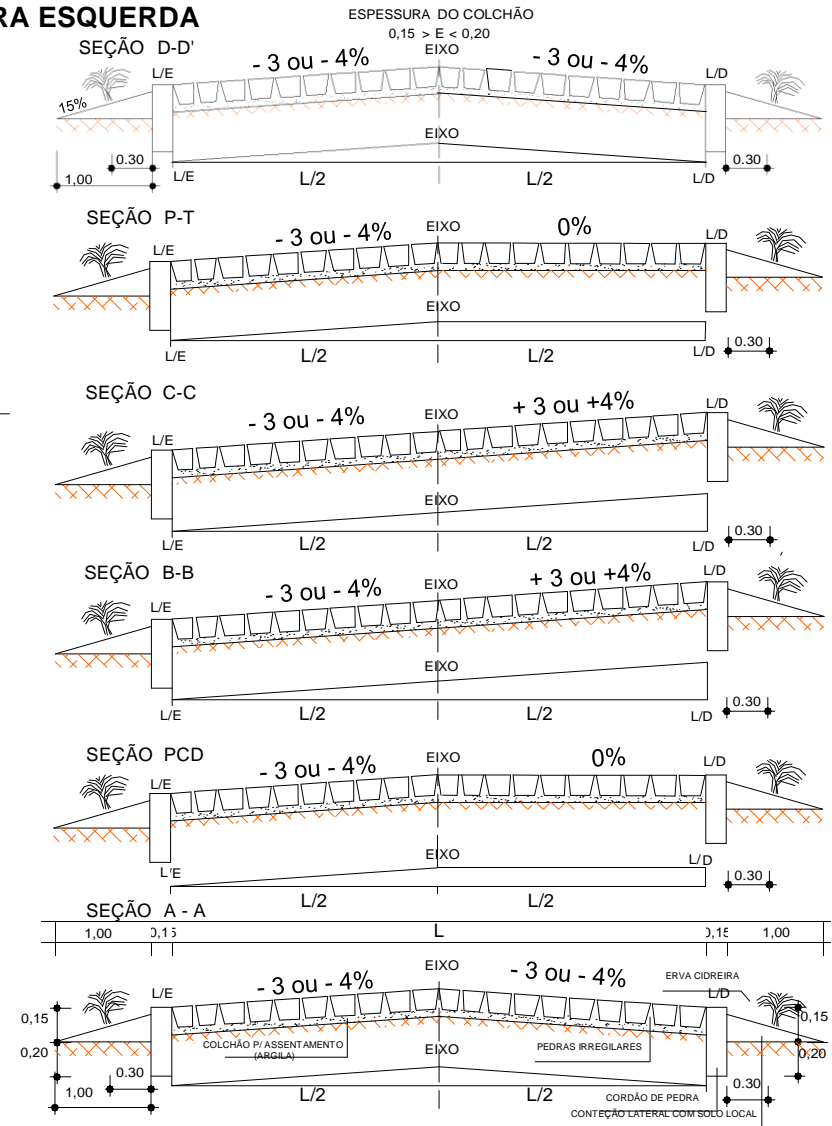 RA ESQUERDA
ESPESSURA DO COLCHÃO
0,15 > E < 0,20
SEÇÃO D-D'
- 3 ou - 4%
EIXO
- 3 ou - 4%
L/E
L/D
15%
EIXO
0.30
0.30
1,00
L/E
L/2
L/2
SEÇÃO P-T
- 3 ou - 4%
EIXO
0%
L/E
L/D
EIXO
L/E
L/2
L/2
L/D
0.30
SEÇÃO C-C
- 3 ou - 4%
EIXO
+ 3 ou +4%
L/E
L/D
EIXO
L/E
L/2
L/2
L/D
0.30
SEÇÃO B-B
- 3 ou - 4%
EIXO
+ 3 ou +4%
L/E
L/D
EIXO
L/E
L/2
L/2
L/D
0.30
SEÇÃO PCD
- 3 ou - 4%
EIXO
0%
L/E
L/D
EIXO
L/E
L/D
0.30
L/2
L/2
SEÇÃO A - A
1,00
0,15
L
0,15
1,00
- 3 ou - 4%
EIXO
- 3 ou - 4%
ERVA CIDREIRA
L/E
L/D
0,15
0,15
COLCHÃO P/ ASSENTAMENTO
(ARGILA)
EIXO
PEDRAS IRREGILARES
0,20
0,20
0.30
0.30
1,00
L/2
L/2
CORDÃO DE PEDRA
CONTEÇÃO LATERAL COM SOLO LOCAL